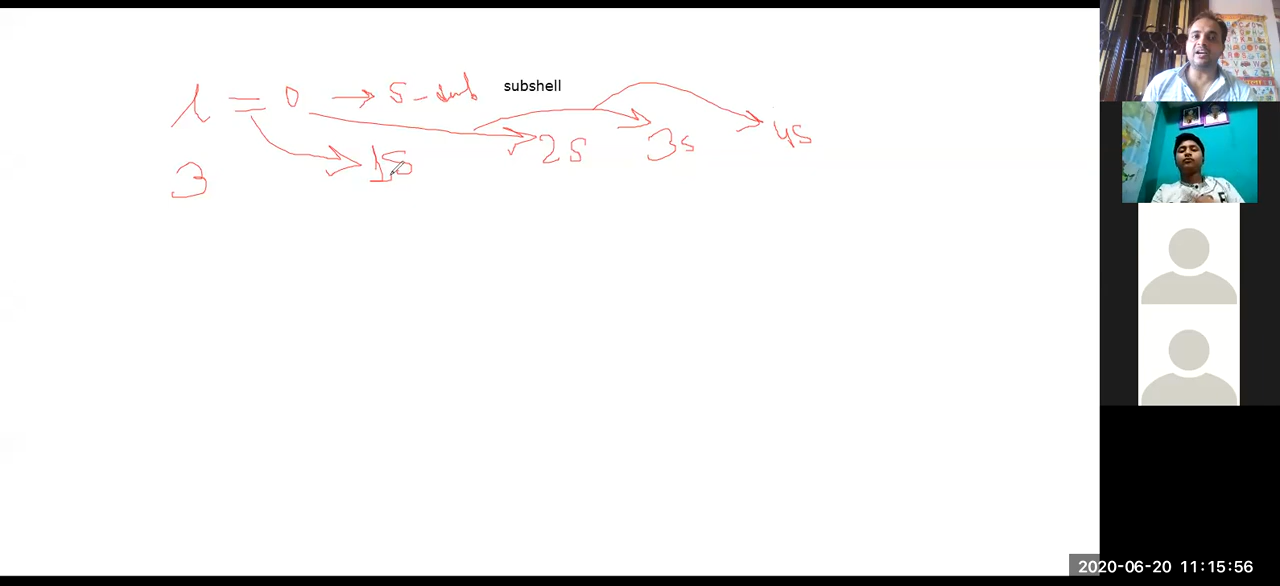 l = 0 → s - sub subshell
1s 2s 3s 4s
3
2020-06-20 11:15:56